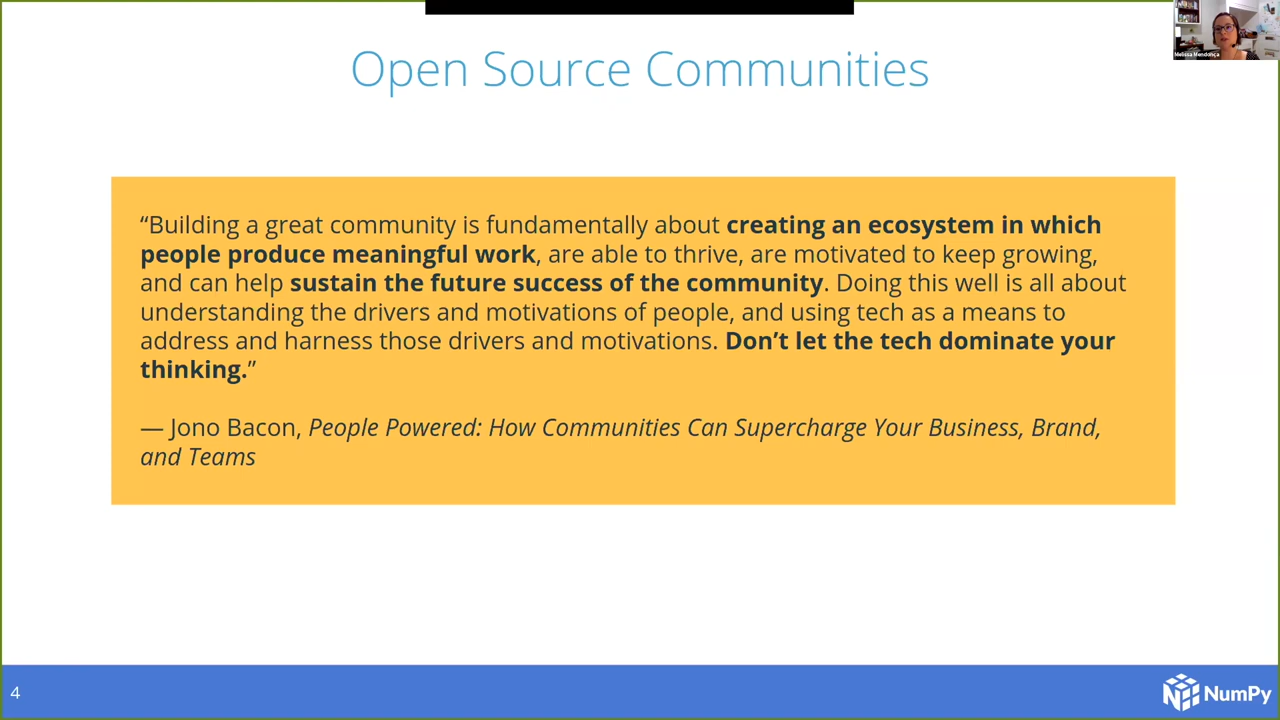 Melissa Mendonça
Open Source Communities
“Building a great community is fundamentally about creating an ecosystem in which
people produce meaningful work, are able to thrive, are motivated to keep growing,
and can help sustain the future success of the community. Doing this well is all about
understanding the drivers and motivations of people, and using tech as a means to
address and harness those drivers and motivations. Don’t let the tech dominate your
thinking.”
— Jono Bacon, People Powered: How Communities Can Supercharge Your Business, Brand,
and Teams
4
NumPy